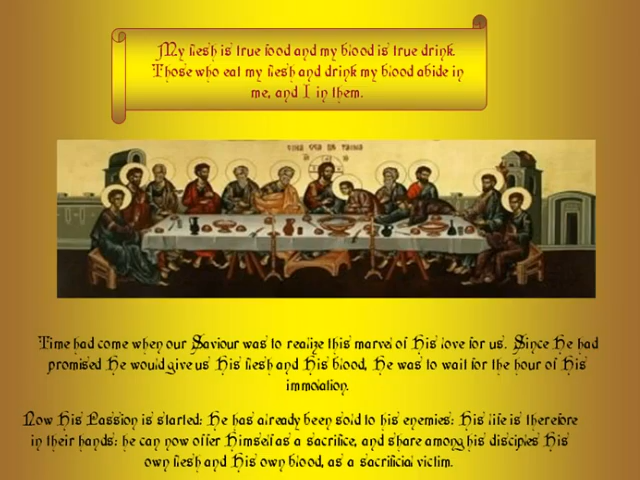 My flesh is true food and my blood is true drink.
Those who eat my flesh and drink my blood abide in
me, and I in them.
CINA CEA DE TAINA
Time had come when our Saviour was to realize this marvel of His love for us. Since He had
promised He would give us His flesh and His blood, He was to wait for the hour of His
immolation.
Now His Passion is started: He has already been sold to his enemies: His life is therefore
in their hands: he can now offer Himself as a sacrifice, and share among his disciples His
own flesh and His own blood, as a sacrificial victim.